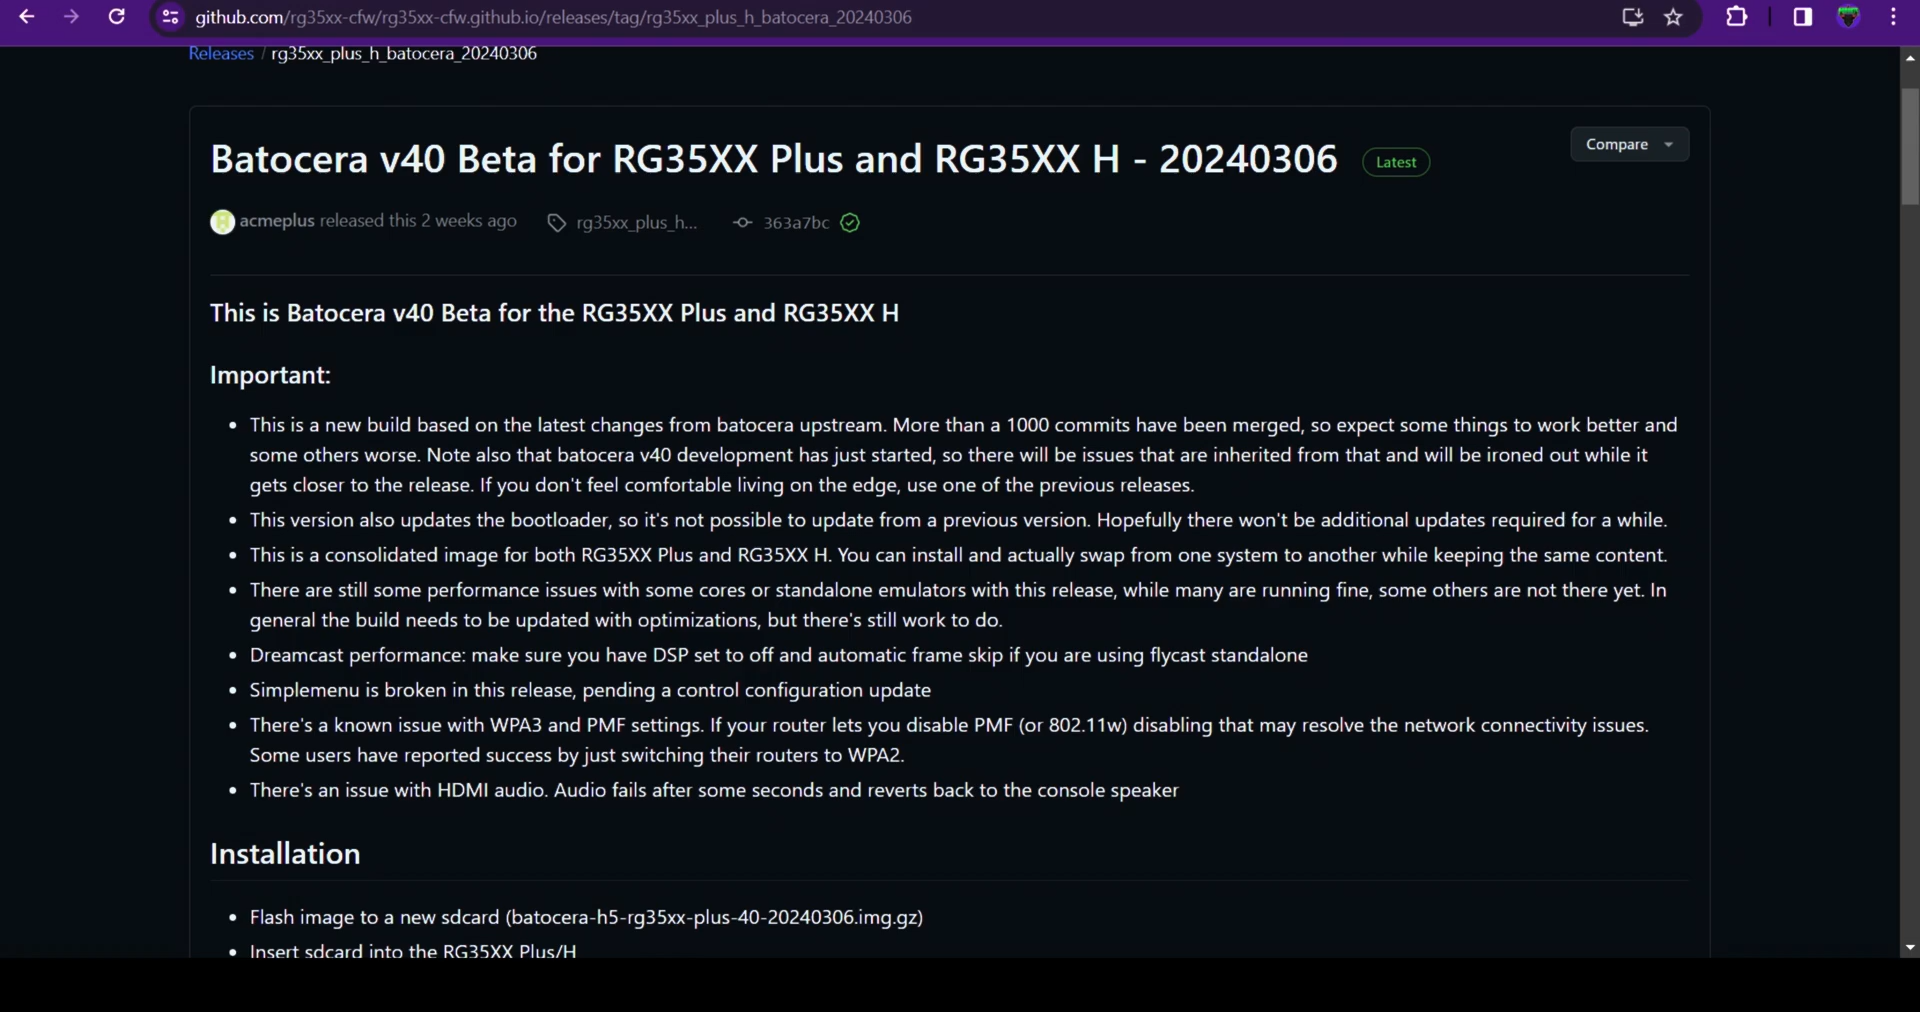 github.com/rg35xx-cfw/rg35xx-cfw.github.io/releases/tag/rg35xx_plus_h_batocera_20240306
Releases / rg35xx_plus_h_batocera_20240306
Batocera v40 Beta for RG35XX Plus and RG35XX H - 20240306 Latest
Compare
acmeplus released this 2 weeks ago rg35xx_plus_h... 363a7bc
This is Batocera v40 Beta for the RG35XX Plus and RG35XX H
Important:
• This is a new build based on the latest changes from batocera upstream. More than a 1000 commits have been merged, so expect some things to work better and
some others worse. Note also that batocera v40 development has just started, so there will be issues that are inherited from that and will be ironed out while it
gets closer to the release. If you don't feel comfortable living on the edge, use one of the previous releases.
• This version also updates the bootloader, so it's not possible to update from a previous version. Hopefully there won't be additional updates required for a while.
• This is a consolidated image for both RG35XX Plus and RG35XX H. You can install and actually swap from one system to another while keeping the same content.
• There are still some performance issues with some cores or standalone emulators with this release, while many are running fine, some others are not there yet. In
general the build needs to be updated with optimizations, but there's still work to do.
• Dreamcast performance: make sure you have DSP set to off and automatic frame skip if you are using flycast standalone
• Simplemenu is broken in this release, pending a control configuration update
• There's a known issue with WPA3 and PMF settings. If your router lets you disable PMF (or 802.11w) disabling that may resolve the network connectivity issues.
Some users have reported success by just switching their routers to WPA2.
• There's an issue with HDMI audio. Audio fails after some seconds and reverts back to the console speaker
Installation
• Flash image to a new sdcard (batocera-h5-rg35xx-plus-40-20240306.img.gz)
• Insert sdcard into the RG35XX Plus/H